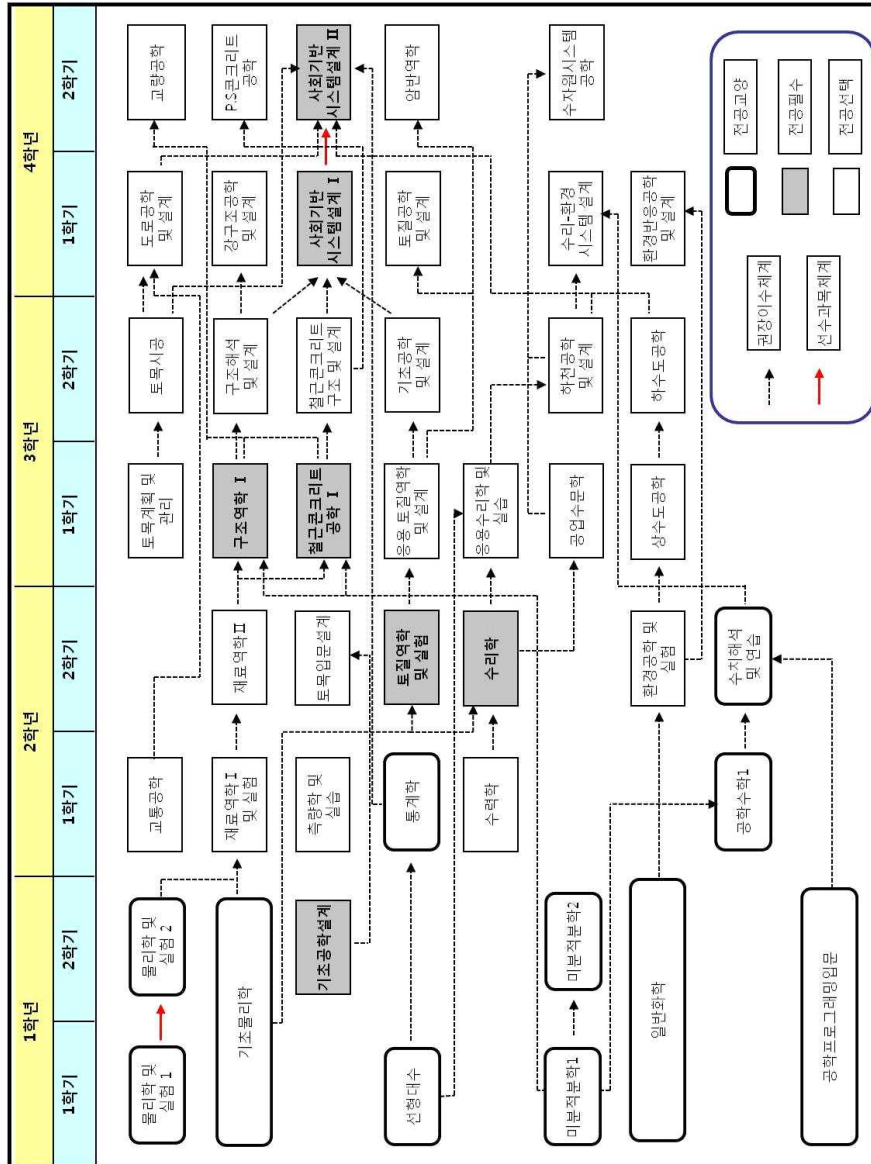 1학년
2학년
3학년
4학년
1학기
2학기
1학기
2학기
1학기
2학기
1학기
2학기
물리학 및
실험 1
물리학 및
실험 2
교통공학
토목계획 및
관리
토목시공
도로공학
및 설계
교량공학
기초물리학
재료역학 I
및 실험
재료역학 II
구조역학 I
구조해석
및 설계
강구조공학
및 설계
P.S콘크리트
공학
기초공학설계
측량학 및
실습
토목입문설계
철근콘크리트
공학 I
철근콘크리트
구조 및 설계
사회기반
시스템설계 I
사회기반
시스템설계 II
선형대수
통계학
토질역학
및 실험
응용 토질역학
및 설계
기초공학
및 설계
토질공학
및 설계
암반역학
수력학
수리학
응용수리학 및
실습
미분적분학1
미분적분학2
공업수문학
하천공학
및 설계
수리-환경
시스템 설계
수자원시스템
공학
일반화학
환경공학 및
실험
상수도공학
하수도공학
환경반응공학
및 설계
공학수학1
수치해석
및 연습
공학프로그래밍입문
권장이수체계
선수과목체계
전공교양
전공필수
전공선택